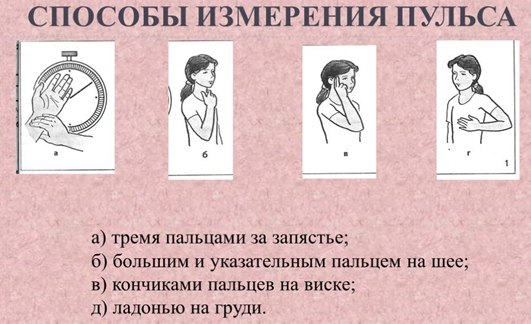 СПОСОБЫ ИЗМЕРЕНИЯ ПУЛЬСА
а
б
в
г
1
а) тремя пальцами за запястье;
б) большим и указательным пальцем на шее;
в) кончиками пальцев на виске;
д) ладонью на груди.